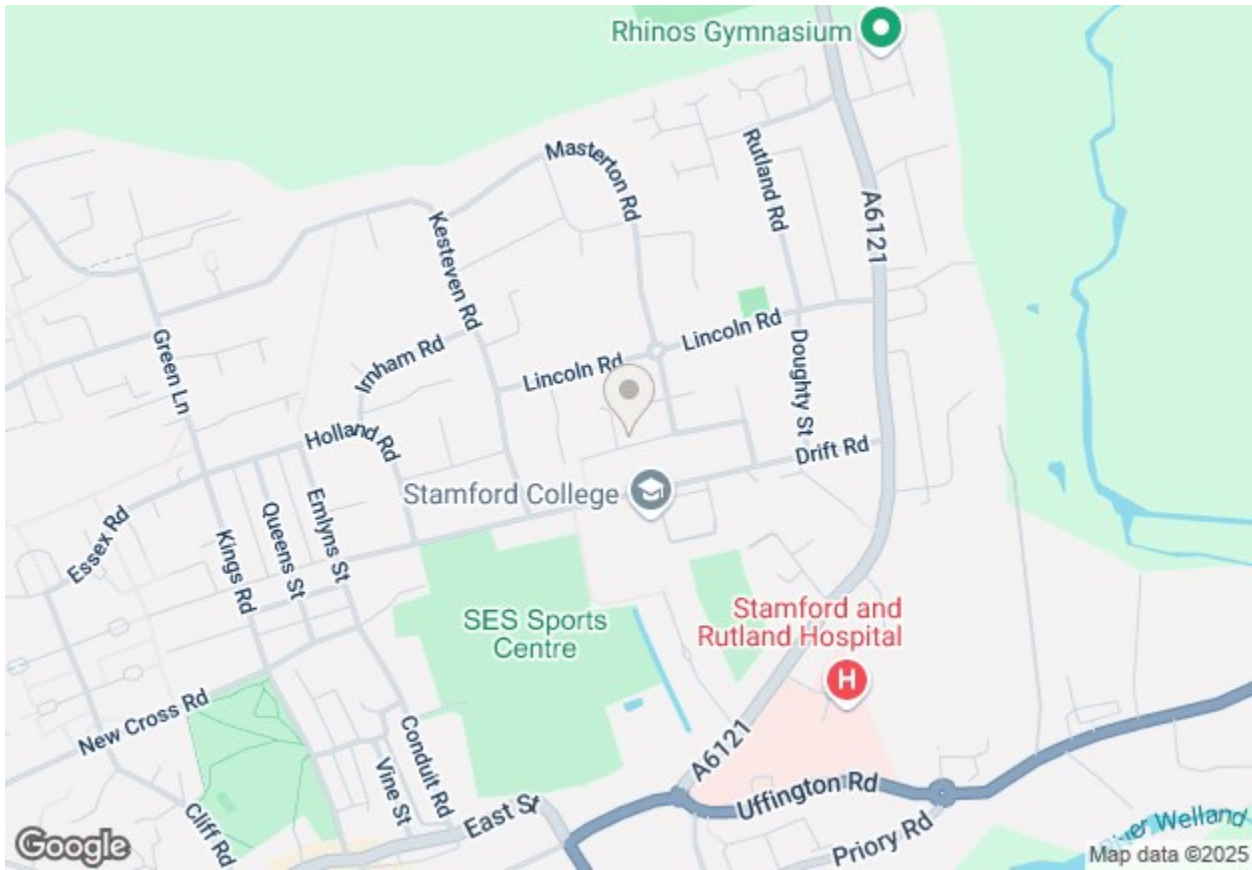 Rhinos Gymnasium
Masterton Rd
Rutland Rd
A6121
Kesteven Rd
Green Ln
Irnham Rd
Lincoln Rd
Lincoln Rd
Doughty St
Holland Rd
Drift Rd
Stamford College
Essex Rd
Queens St
Emlyns St
Kings Rd
SES Sports
Centre
Stamford and
Rutland Hospital
H
New Cross Rd
Conduit Rd
Vine St
A6121
Uffington Rd
East St
Cliff Rd
Priory Rd
Welland
Google
Map data ©2025